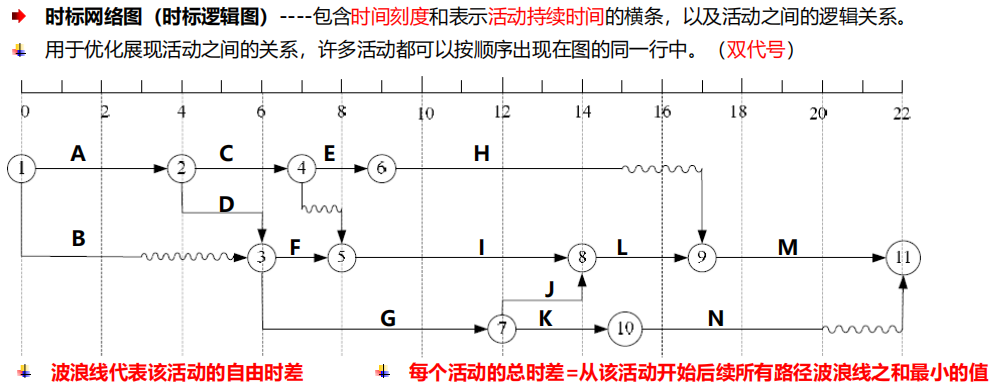 时标网络图（时标逻辑图）----包含时间刻度和表示活动持续时间的横条，以及活动之间的逻辑关系。
用于优化展现活动之间的关系，许多活动都可以按顺序出现在图的同一行中。（双代号）
0 2 4 6 8 10 12 14 16 18 20 22
A C E H
1 2 4 6
D
B F I L M
3 5 8 9 11
J
G K N
7 10
波浪线代表该活动的自由时差
每个活动的总时差=从该活动开始后续所有路径波浪线之和最小的值